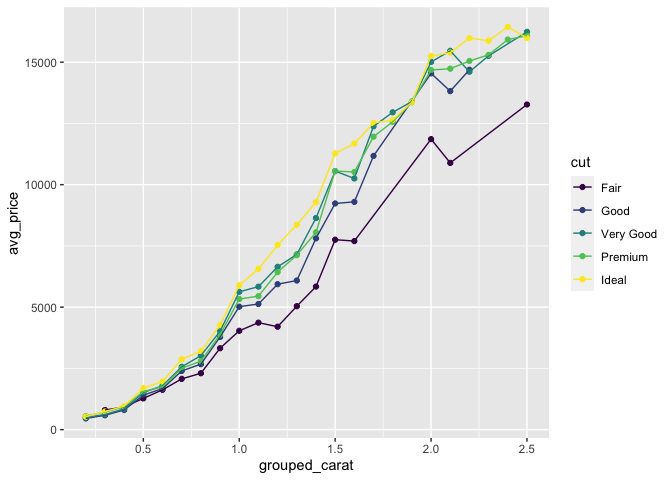 15000
10000
5000
0
avg_price
0.5 1.0 1.5 2.0 2.5
grouped_carat
cut
Fair
Good
Very Good
Premium
Ideal